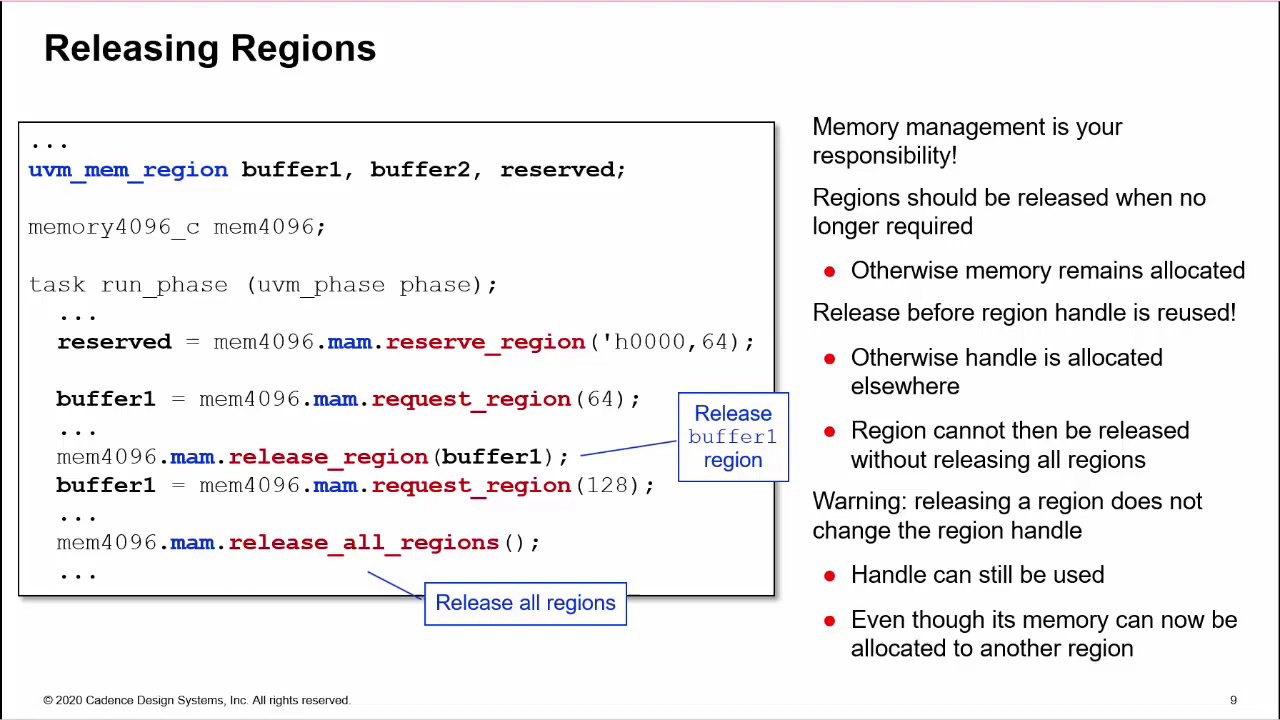 Releasing Regions
...
uvm_mem_region buffer1, buffer2, reserved;
memory4096_c mem4096;
task run_phase (uvm_phase phase);
...
reserved = mem4096.mam.reserve_region('h0000,64);
buffer1 = mem4096.mam.request_region(64);
...
mem4096.mam.release_region(buffer1);
buffer1 = mem4096.mam.request_region(128);
...
mem4096.mam.release_all_regions();
...
Release
buffer1
region
Release all regions
Memory management is your
responsibility!
Regions should be released when no
longer required
● Otherwise memory remains allocated
Release before region handle is reused!
● Otherwise handle is allocated
elsewhere
● Region cannot then be released
without releasing all regions
Warning: releasing a region does not
change the region handle
● Handle can still be used
● Even though its memory can now be
allocated to another region
© 2020 Cadence Design Systems, Inc. All rights reserved.
9